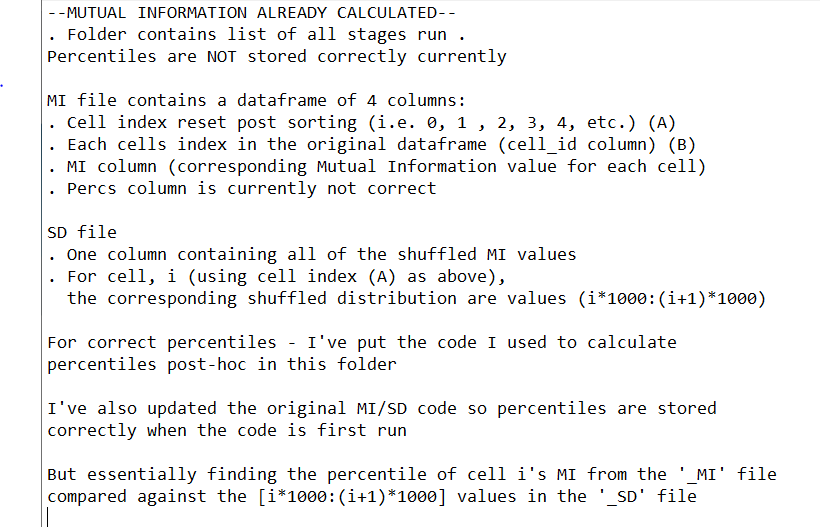 --MUTUAL INFORMATION ALREADY CALCULATED--
. Folder contains list of all stages run .
Percentiles are NOT stored correctly currently
MI file contains a dataframe of 4 columns:
. Cell index reset post sorting (i.e. 0, 1 , 2, 3, 4, etc.) (A)
. Each cells index in the original dataframe (cell_id column) (B)
. MI column (corresponding Mutual Information value for each cell)
. Percs column is currently not correct
SD file
. One column containing all of the shuffled MI values
. For cell, i (using cell index (A) as above),
the corresponding shuffled distribution are values (i*1000:(i+1)*1000)
For correct percentiles - I've put the code I used to calculate
percentiles post-hoc in this folder
I've also updated the original MI/SD code so percentiles are stored
correctly when the code is first run
But essentially finding the percentile of cell i's MI from the '_MI' file
compared against the [i*1000:(i+1)*1000] values in the '_SD' file